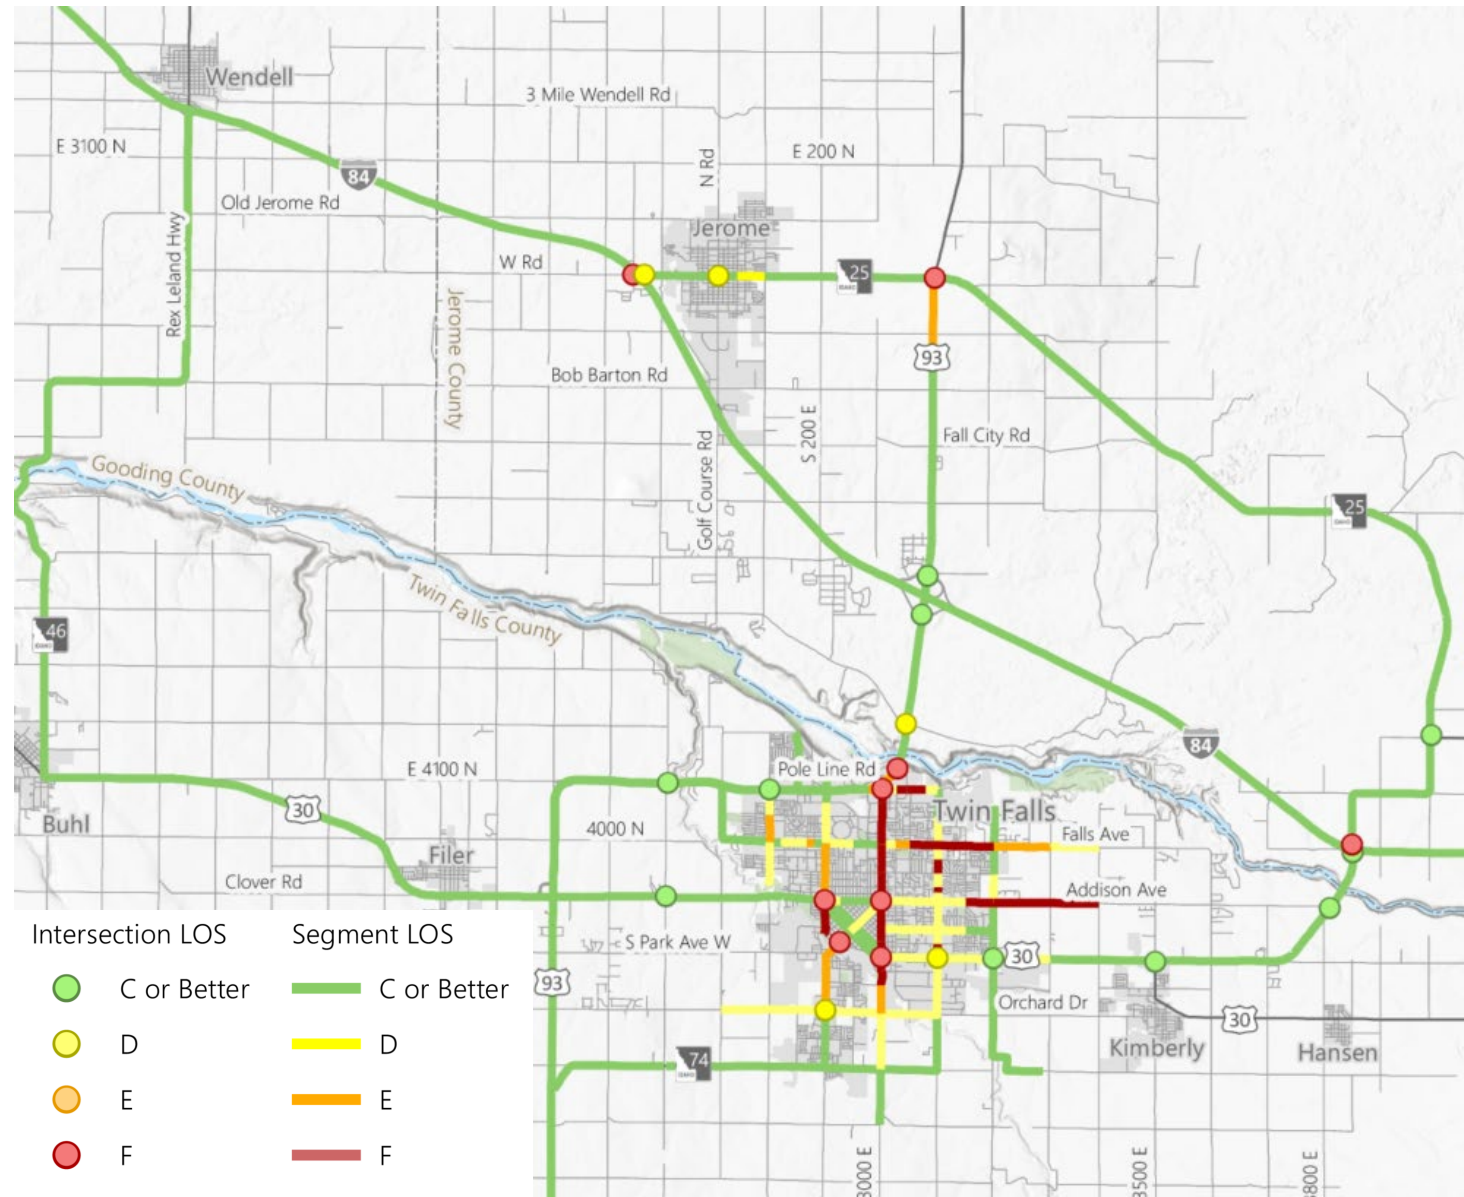 Wendell
3 Mile Wendell Rd
E 3100 N
N Rd
E 200 N
84
Old Jerome Rd
Rex Leland Hwy
Jerome
W Rd
25
IDAHO
Jerome County
93
Bob Barton Rd
S 200 E
Fall City Rd
Golf Course Rd
Gooding County
25
IDAHO
Twin Falls County
46
IDAHO
84
E 4100 N
Pole Line Rd
30
Twin Falls
Buhl
4000 N
Falls Ave
Filer
Clover Rd
Addison Ave
S Park Ave W
30
93
Orchard Dr
30
Kimberly
Hansen
74
IDAHO
3000 E
3500 E
3800 E
Intersection LOS
Segment LOS
C or Better
C or Better
D
D
E
E
F
F